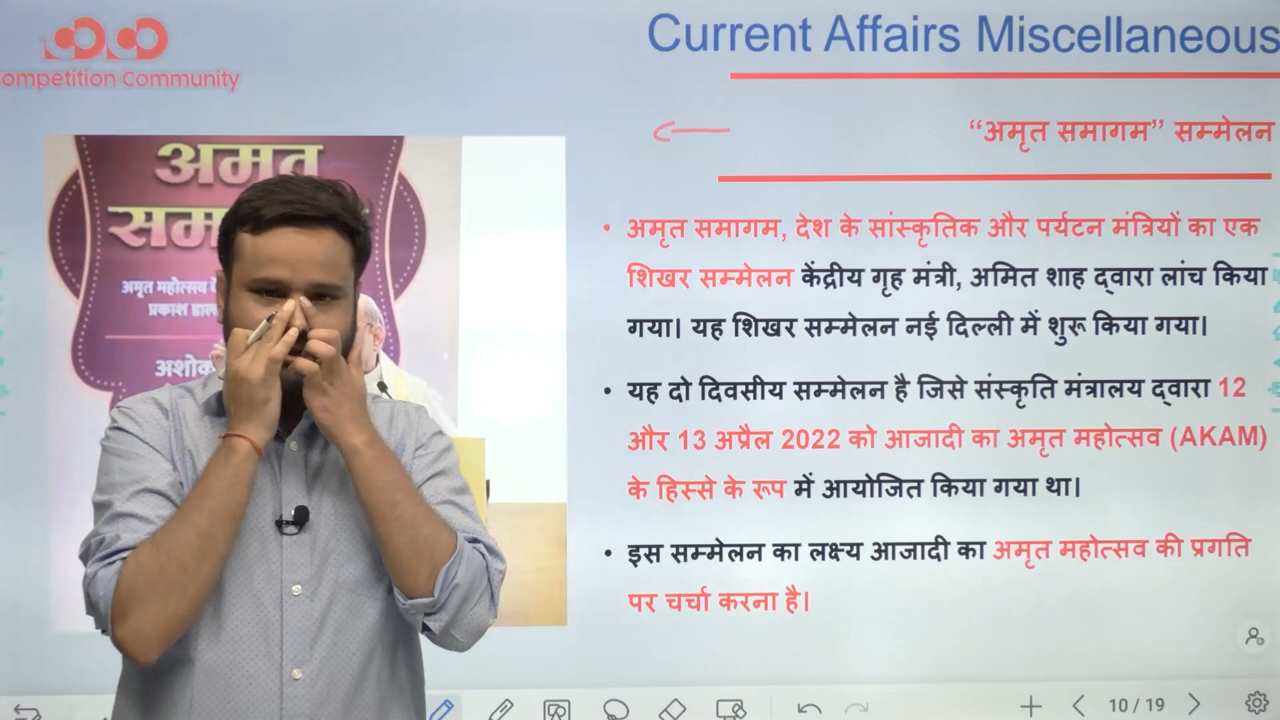 ompetition Community
Current Affairs Miscellaneous
“अमृत समागम” सम्मेलन
अमृत
अमृत महोत्सव
अशोक
• अमृत समागम, देश के सांस्कृतिक और पर्यटन मंत्रियों का एक
शिखर सम्मेलन केंद्रीय गृह मंत्री, अमित शाह द्वारा लांच किया
गया। यह शिखर सम्मेलन नई दिल्ली में शुरू किया गया।
• यह दो दिवसीय सम्मेलन है जिसे संस्कृति मंत्रालय द्वारा 12
और 13 अप्रैल 2022 को आजादी का अमृत महोत्सव (AKAM)
के हिस्से के रूप में आयोजित किया गया था।
• इस सम्मेलन का लक्ष्य आजादी का अमृत महोत्सव की प्रगति
पर चर्चा करना है।
10 / 19